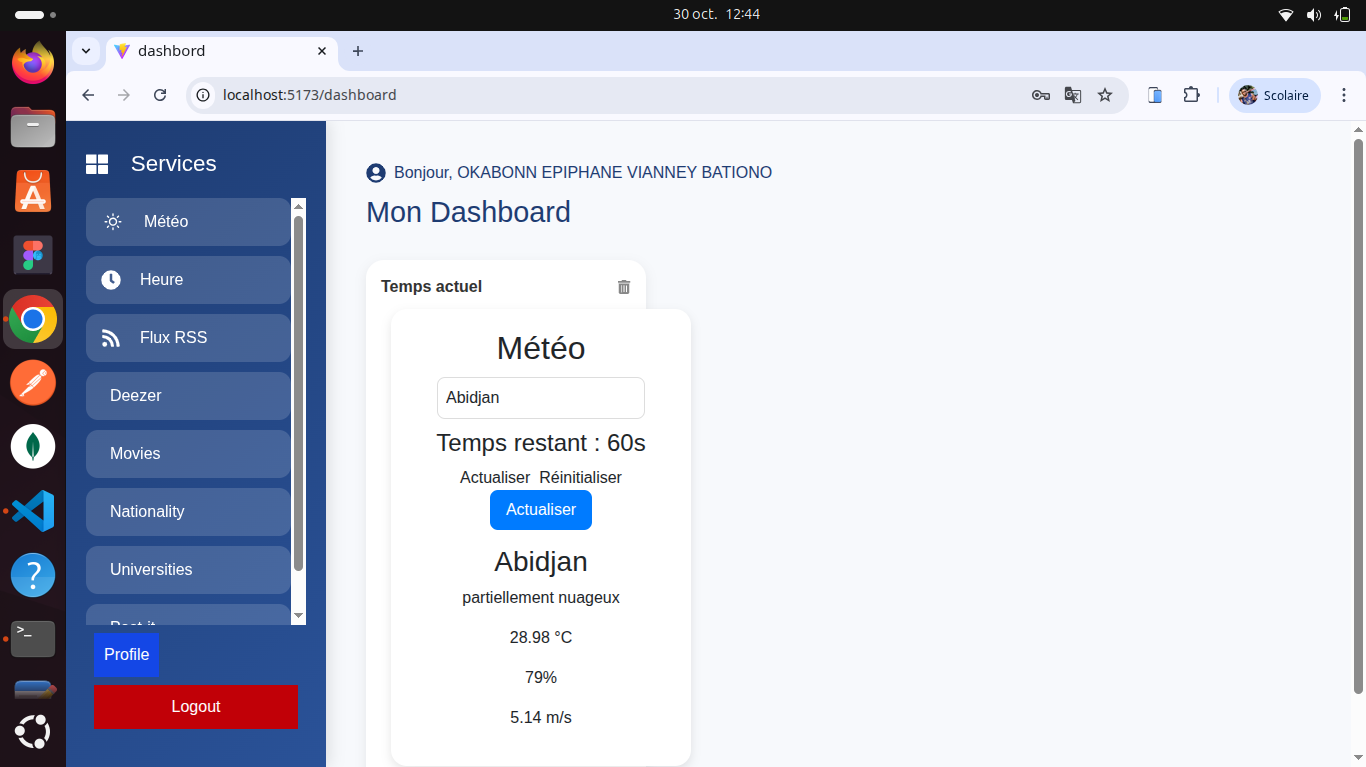 30 oct. 12:44
dashbord
localhost:5173/dashboard
Scolaire
Services
Météo
Heure
Flux RSS
Deezer
Movies
Nationality
Universities
Profile
Logout
Bonjour, OKABONN EPIPHANE VIANNEY BATIONO
Mon Dashboard
Temps actuel
Météo
Abidjan
Temps restant : 60s
Actualiser Réinitialiser
Actualiser
Abidjan
partiellement nuageux
28.98 °C
79%
5.14 m/s